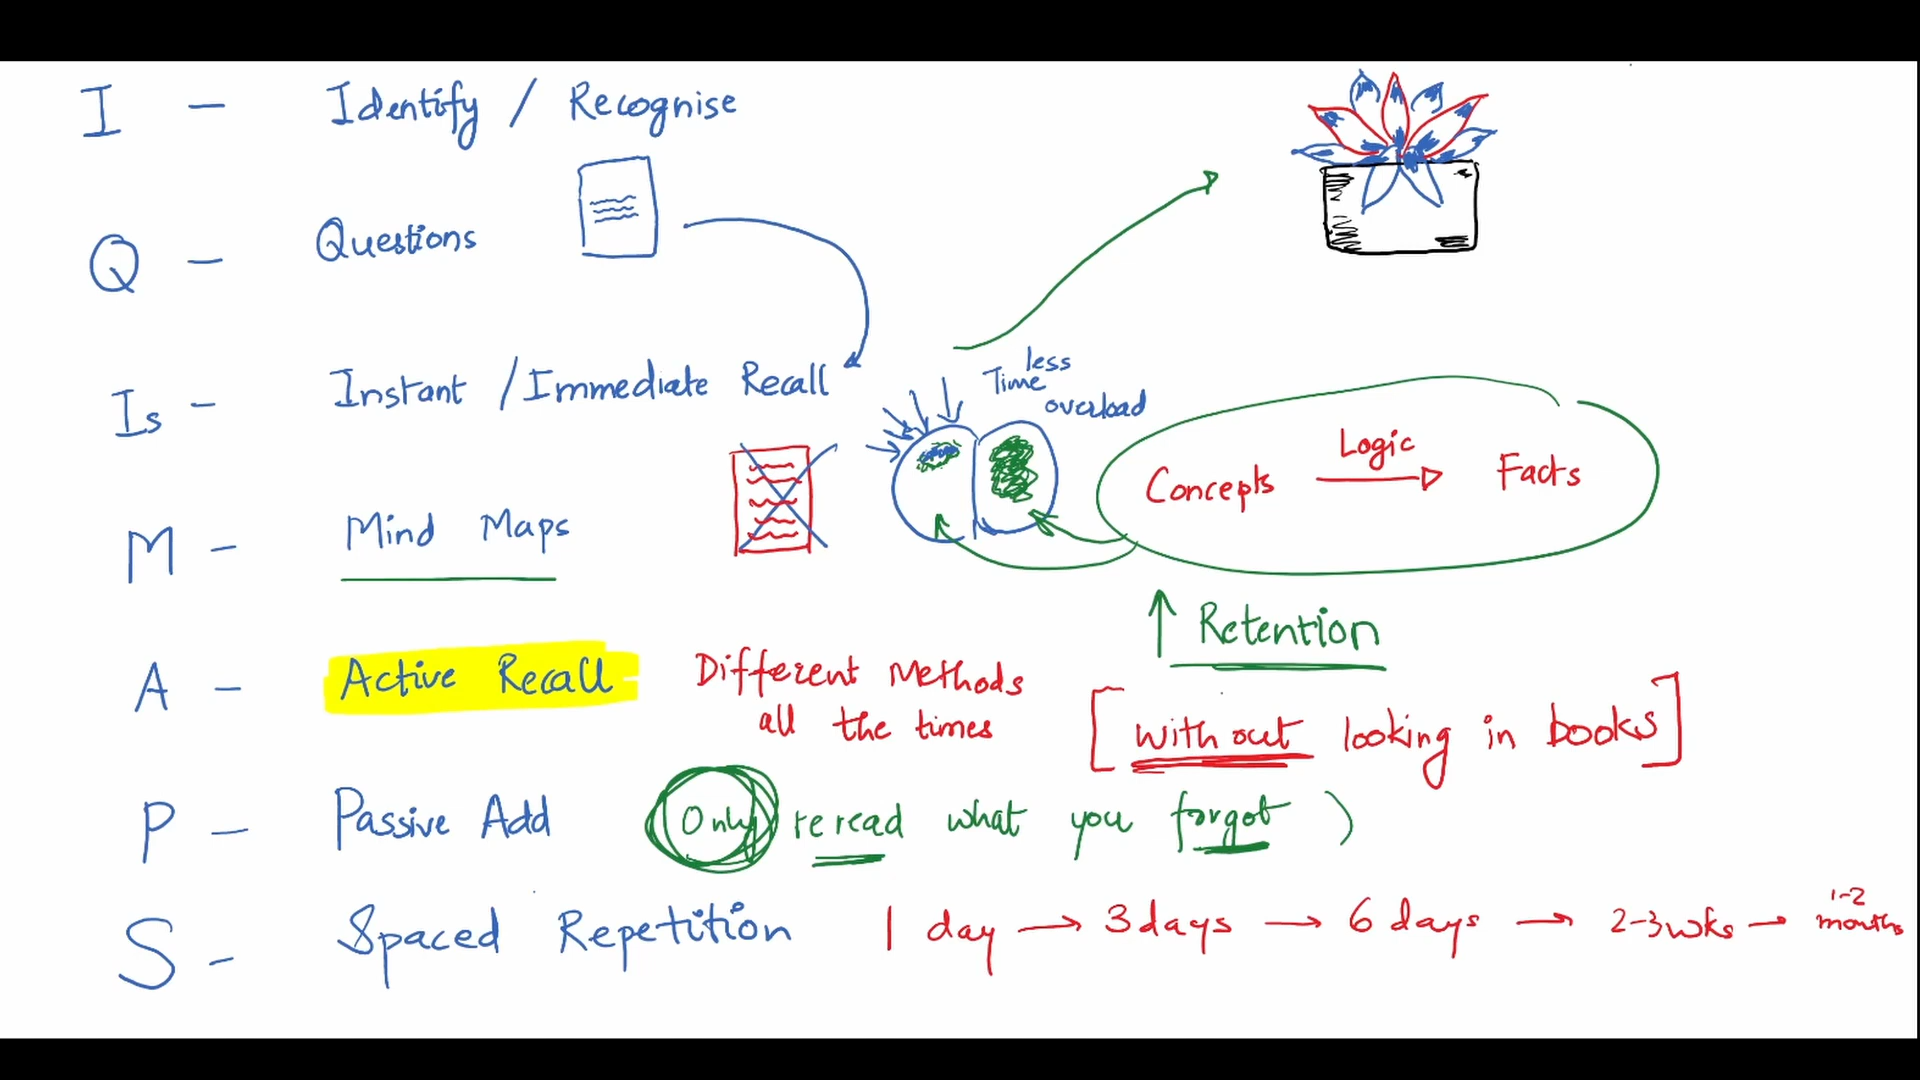 I - Identify / Recognise
Q - Questions
Is - Instant / Immediate Recall
less
Time
overload
Concepts Logic Facts
M - Mind Maps
↑ Retention
A - Active Recall
Different Methods
all the times
[without looking in books]
P - Passive Add Only reread what you forgot )
S - Spaced Repetition 1 day → 3 days → 6 days → 2-3 wks → 1-2 months